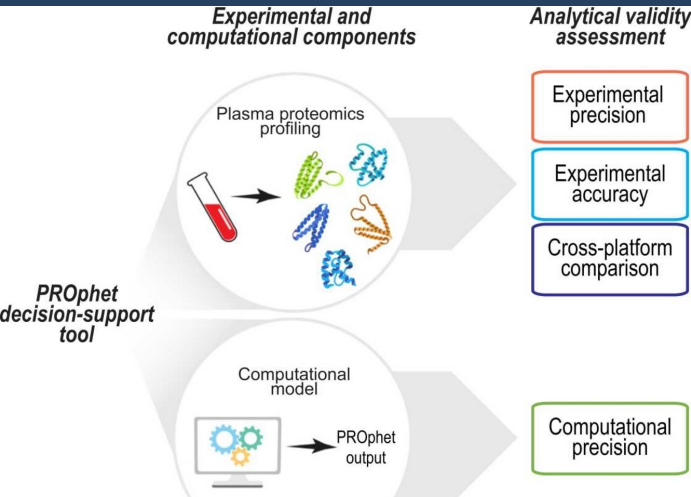 Experimental and
computational components
Analytical validity
assessment
Plasma proteomics
profiling
Experimental
precision
Experimental
accuracy
Cross-platform
comparison
PROphet
decision-support
tool
Computational
model
PROphet
output
Computational
precision